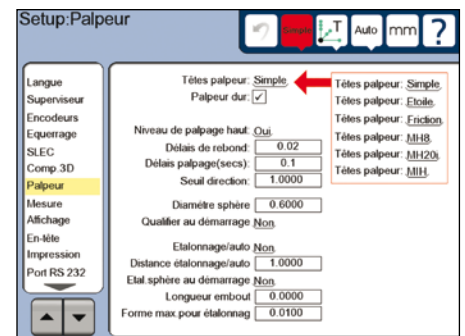 Setup:Palpeur
Simple
T
Auto
mm
?
Langue
Superviseur
Encodeurs
Equerrage
SLEC
Comp.3D
Palpeur
Mesure
Affichage
En-lête
Impression
Port RS 232
Têtes palpeur: Simple.
Palpeur dur: ✓
Niveau de palpage haut: Oui.
Délais de rebond: 0.02
Délais palpage(secs): 0.1
Seuil direction: 1.0000
Diamétre sphère 0.6000
Qualifier au démarrage Non.
Etalonnage/auto Non.
Distance étalonnage/auto 1.0000
Etal.sphère au démarrage Non.
Longueur embout 0.0000
Forme max.pour étalonnag 0.0100
Têtes palpeur: Simple.
Têtes palpeur: Etoile.
Têtes palpeur: Friction.
Têtes palpeur: MH8.
Têtes palpeur: MH20i.
Têtes palpeur: MIH.